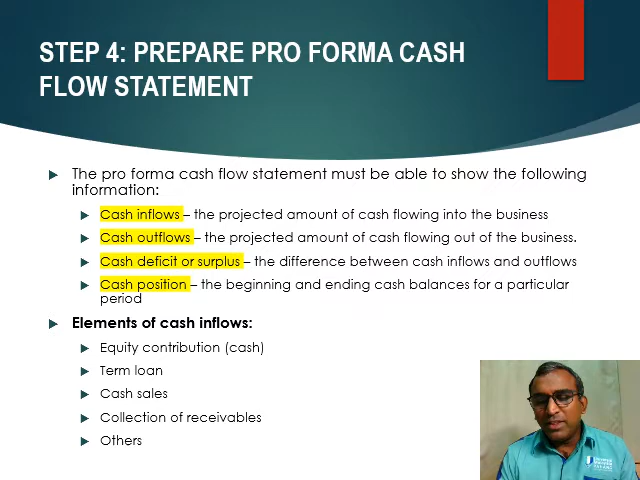 STEP 4: PREPARE PRO FORMA CASH
FLOW STATEMENT
The pro forma cash flow statement must be able to show the following
information:
Cash inflows – the projected amount of cash flowing into the business
Cash outflows – the projected amount of cash flowing out of the business.
Cash deficit or surplus – the difference between cash inflows and outflows
Cash position – the beginning and ending cash balances for a particular
period
Elements of cash inflows:
Equity contribution (cash)
Term loan
Cash sales
Collection of receivables
Others